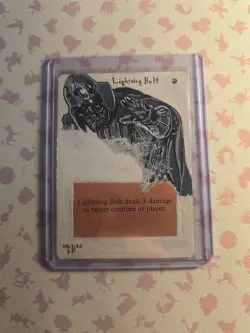 Lightning Bolt
Lightning Bolt deals 3 damage
to target creature or player.